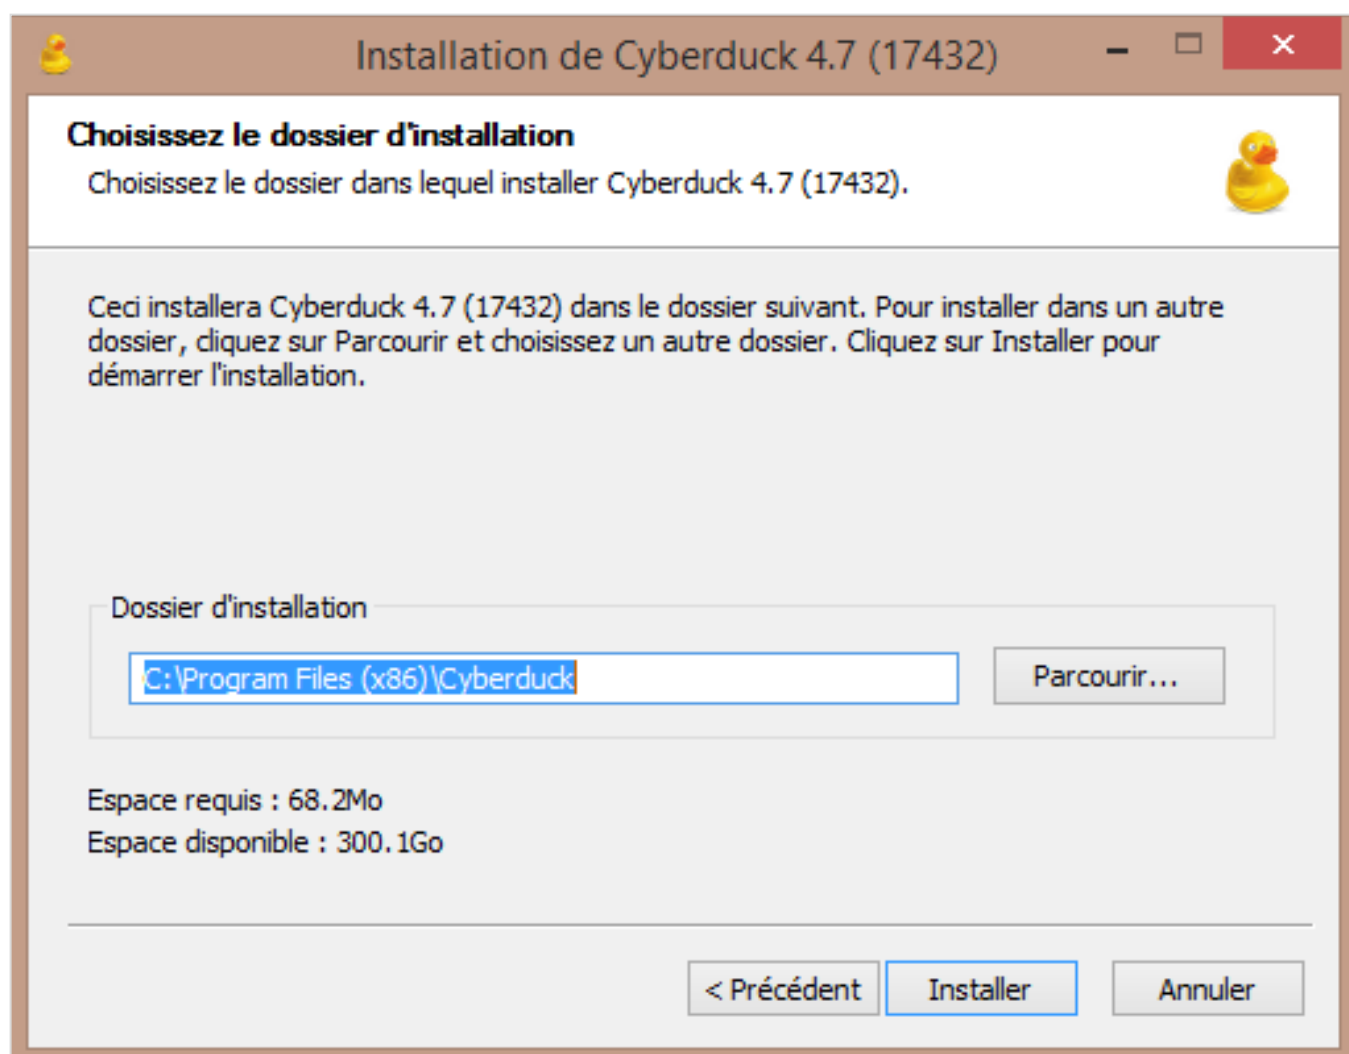 Installation de Cyberduck 4.7 (17432)
Choisissez le dossier d'installation
Choisissez le dossier dans lequel installer Cyberduck 4.7 (17432).
Ceci installera Cyberduck 4.7 (17432) dans le dossier suivant. Pour installer dans un autre
dossier, cliquez sur Parcourir et choisissez un autre dossier. Cliquez sur Installer pour
démarrer l'installation.
Dossier d'installation
C:\Program Files (x86)\Cyberduck
Parcourir...
Espace requis : 68.2Mo
Espace disponible : 300.1Go
< Précédent
Installer
Annuler